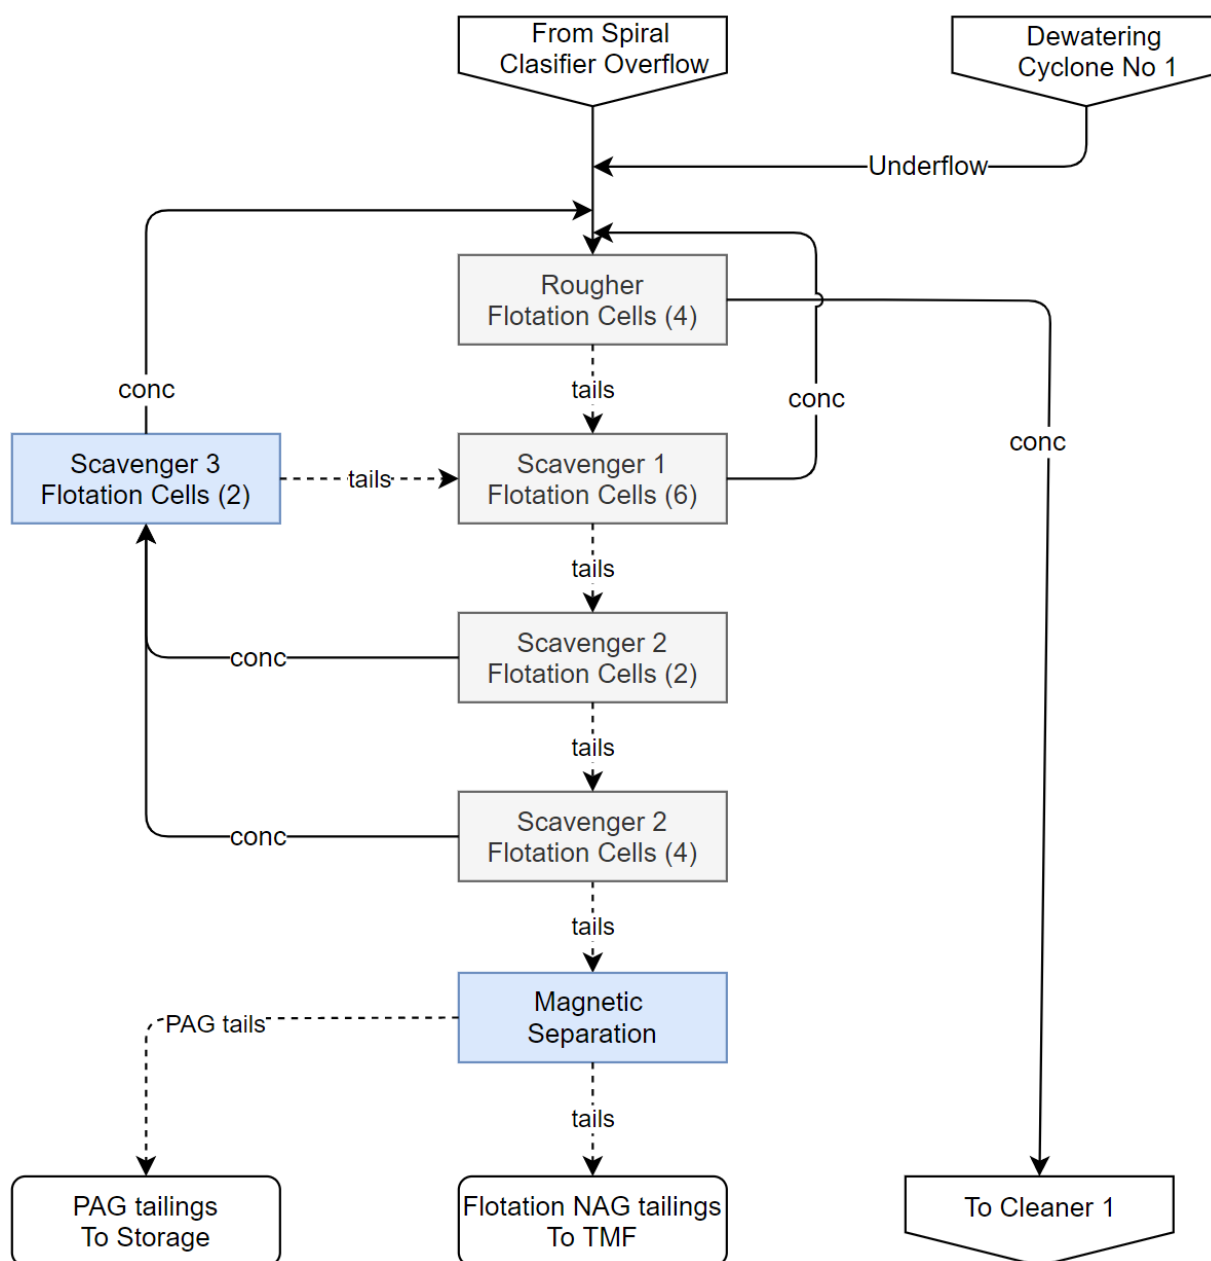 From Spiral
Clasifier Overflow
Dewatering
Cyclone No 1
Underflow
Rougher
Flotation Cells (4)
conc
tails
conc
conc
Scavenger 3
Flotation Cells (2)
tails
Scavenger 1
Flotation Cells (6)
tails
Scavenger 2
Flotation Cells (2)
conc
tails
Scavenger 2
Flotation Cells (4)
conc
tails
Magnetic
Separation
PAG tails
tails
PAG tailings
To Storage
Flotation NAG tailings
To TMF
To Cleaner 1